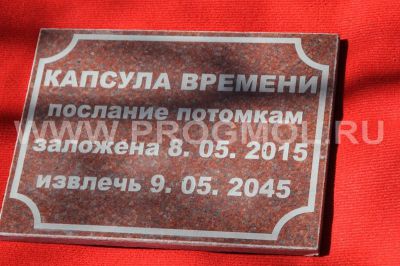 КАПСУЛА ВРЕМЕНИ
послание потомкам
WWW.PROGMOL.RU
заложена 8. 05. 2015
извлечь 9. 05. 2045